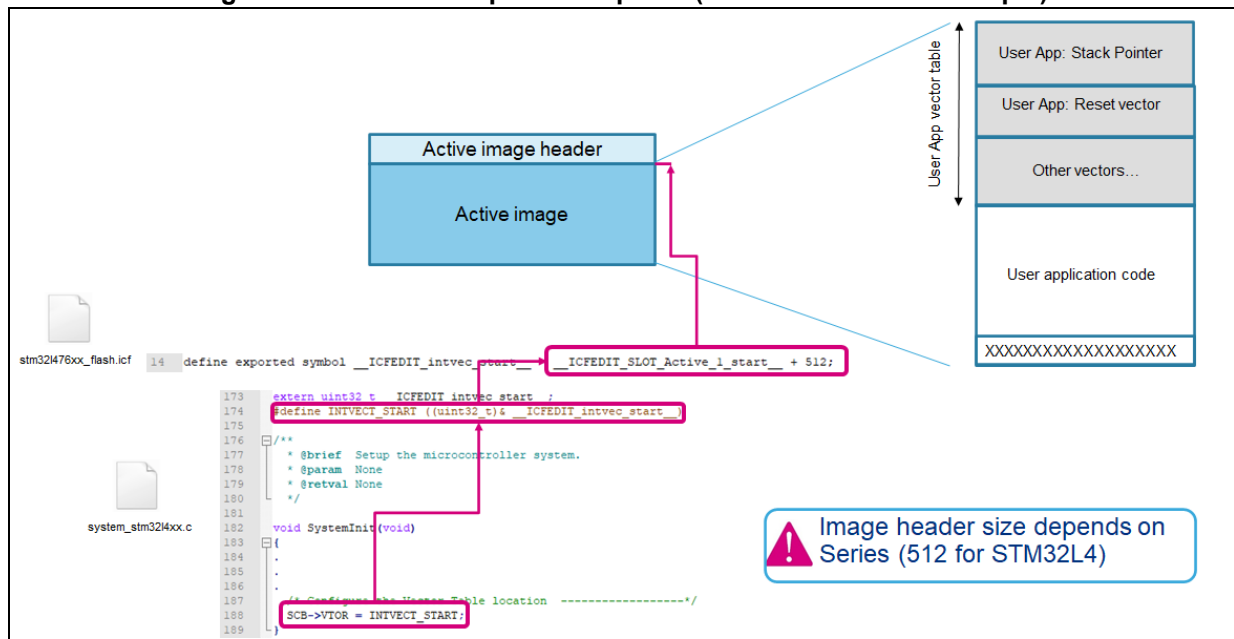 User App vector table
User App: Stack Pointer
User App: Reset vector
Other vectors…
User application code
XXXXXXXXXXXXXXXXXXX
Active image header
Active image
stm32l476xx_flash.icf
14 define exported symbol __ICFEDIT_intvec_start__ __ICFEDIT_SLOT_Active_1_start__ + 512;
173 extern uint32_t __ICFEDIT_intvec_start__;
174 #define INTVECT_START ((uint32_t)& __ICFEDIT_intvec_start__)
175
176 /**
177 * @brief Setup the microcontroller system.
178 * @param None
179 * @retval None
180 */
181
system_stm32l4xx.c
182 void SystemInit(void)
183 {
184 .
185 .
186 .
187 /* Configure the Vector Table location ------------------*/
188 SCB->VTOR = INTVECT_START;
189 }
Image header size depends on
Series (512 for STM32L4)